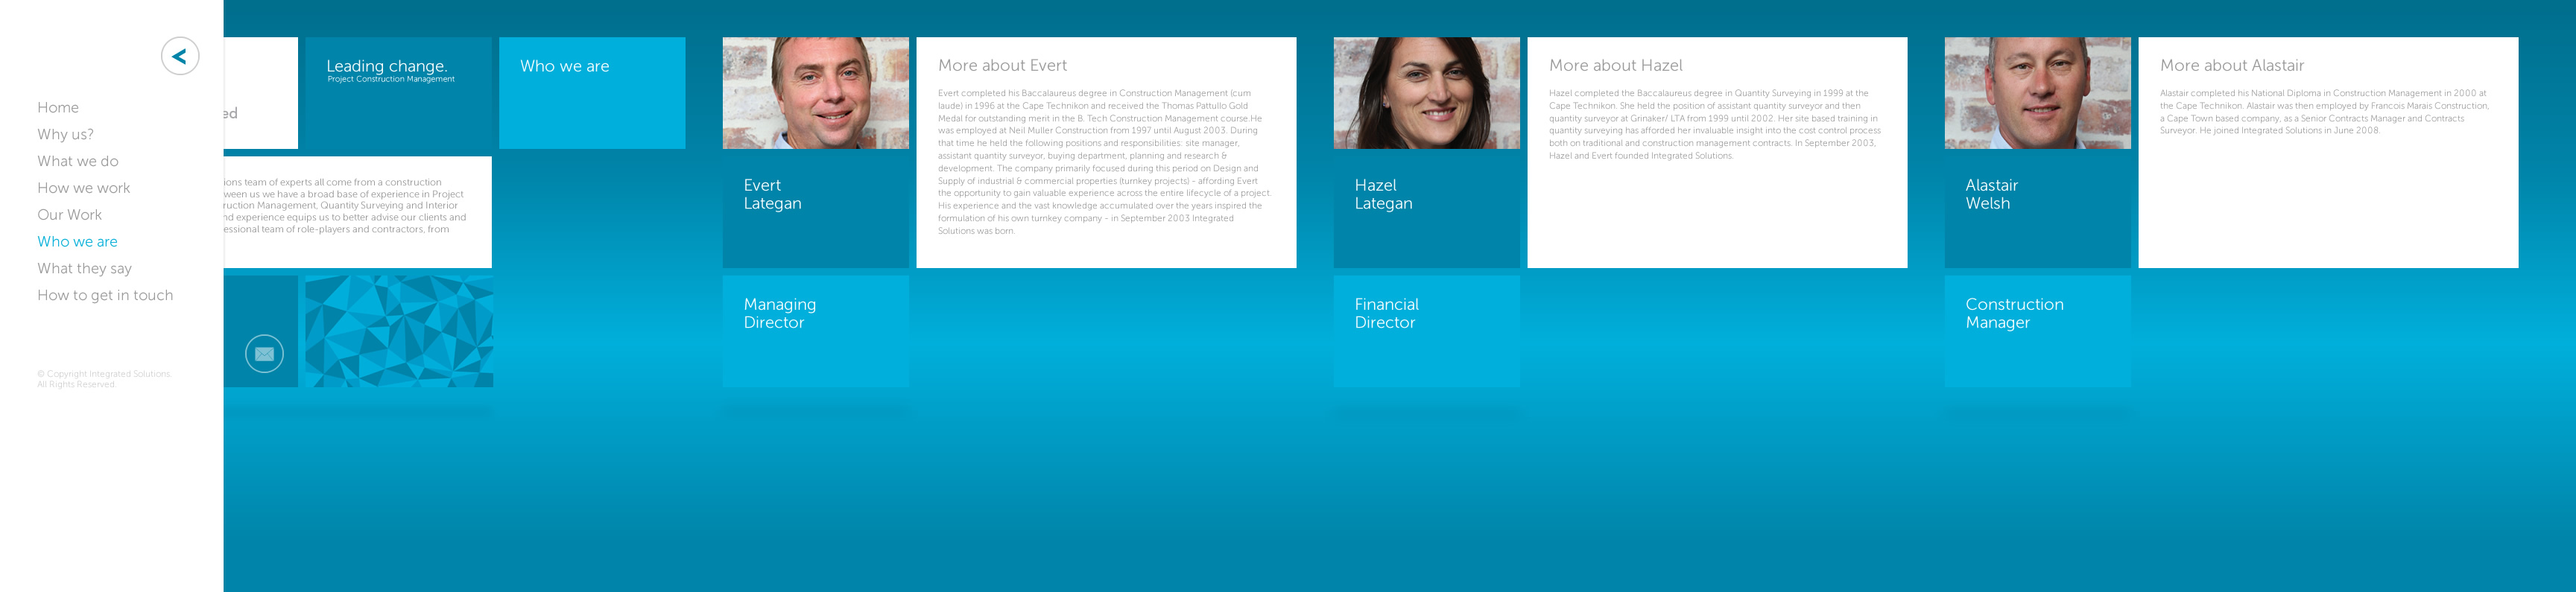 Home
Why us?
What we do
How we work
Our Work
Who we are
What they say
How to get in touch
© Copyright Integrated Solutions.
All Rights Reserved.
ed
Leading change.
Project Construction Management
Who we are
ions team of experts all come from a construction
ween us we have a broad base of experience in Project
ruction Management, Quantity Surveying and Interior
nd experience equips us to better advise our clients and
essional team of role-players and contractors, from
Evert
Lategan
Managing
Director
More about Evert
Evert completed his Baccalaureus degree in Construction Management (cum
laude) in 1996 at the Cape Technikon and received the Thomas Pattullo Gold
Medal for outstanding merit in the B. Tech Construction Management course.He
was employed at Neil Muller Construction from 1997 until August 2003. During
that time he held the following positions and responsibilities: site manager,
assistant quantity surveyor, buying department, planning and research &
development. The company primarily focused during this period on Design and
Supply of industrial & commercial properties (turnkey projects) – affording Evert
the opportunity to gain valuable experience across the entire lifecycle of a project.
His experience and the vast knowledge accumulated over the years inspired the
formulation of his own turnkey company – in September 2003 Integrated
Solutions was born.
Hazel
Lategan
Financial
Director
More about Hazel
Hazel completed the Baccalaureus degree in Quantity Surveying in 1999 at the
Cape Technikon. She held the position of assistant quantity surveyor and then
quantity surveyor at Grinaker/ LTA from 1999 until 2002. Her site based training in
quantity surveying has afforded her invaluable insight into the cost control process
both on traditional and construction management contracts. In September 2003,
Hazel and Evert founded Integrated Solutions.
Alastair
Welsh
Construction
Manager
More about Alastair
Alastair completed his National Diploma in Construction Management in 2000 at
the Cape Technikon. Alastair was then employed by Francois Marais Construction,
a Cape Town based company, as a Senior Contracts Manager and Contracts
Surveyor. He joined Integrated Solutions in June 2008.